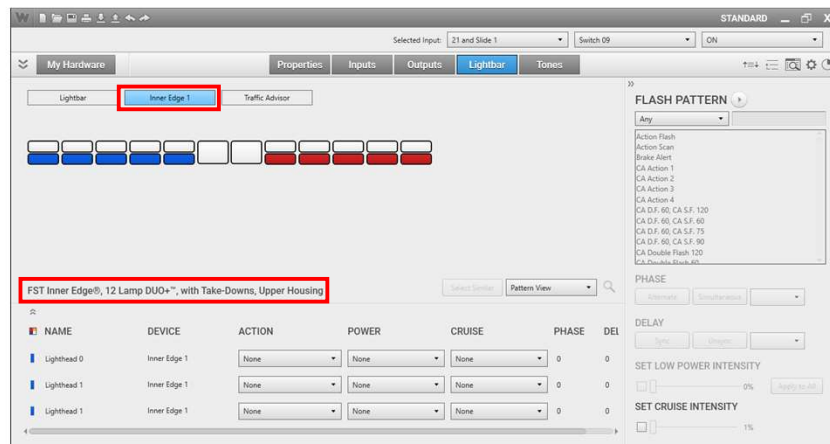 W STANDARD
Selected Input: 21 and Slide 1 Switch 09 ON
My Hardware Properties Inputs Outputs Lightbar Tones
Lightbar Inner Edge 1 Traffic Advisor
FLASH PATTERN
Any
Action Flash
Action Scan
Brake Alert
CA Action 1
CA Action 2
CA Action 3
CA Action 4
CA D.F. 60, CA S.F. 120
CA D.F. 60, CA S.F. 60
CA D.F. 60, CA S.F. 75
CA D.F. 60, CA S.F. 90
CA Double Flash 120
CA Double Flash 60
FST Inner Edge®, 12 Lamp DUO+™, with Take-Downs, Upper Housing Select Similar Pattern View
NAME DEVICE ACTION POWER CRUISE PHASE DEL
Lighthead 0 Inner Edge 1 None None None 0 0
Lighthead 1 Inner Edge 1 None None None 0 0
Lighthead 1 Inner Edge 1 None None None 0 0
PHASE
Alternate Simultaneous
DELAY
Sync
SET LOW POWER INTENSITY
0% Apply to All
SET CRUISE INTENSITY
1%